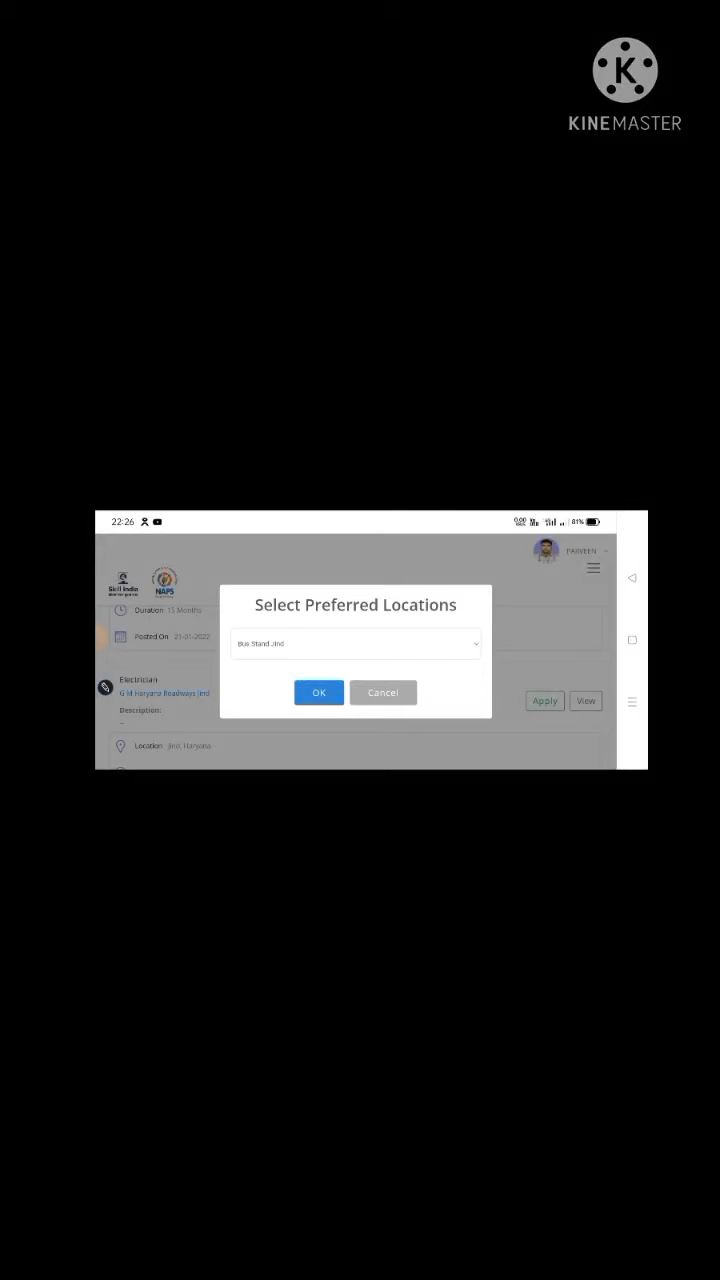 KINEMASTER
22:26
81%
PARVEEN
Skill India
NAPS
Duration 15 Months
Posted On 21-01-2022
Select Preferred Locations
Bus Stand Jind
OK
Cancel
Electrician
G M Haryana Roadways Jind
Description:
--
Apply
View
Location Jind, Haryana